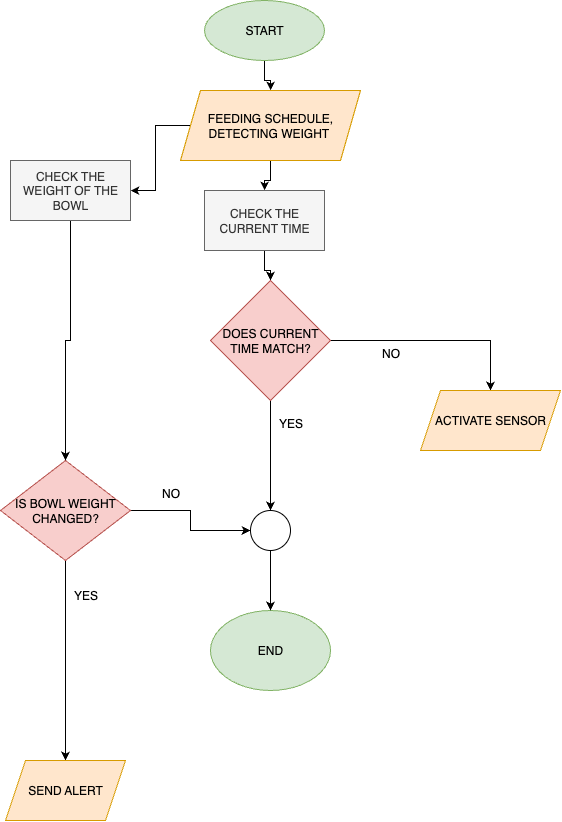 START
FEEDING SCHEDULE,
DETECTING WEIGHT
CHECK THE
WEIGHT OF THE
BOWL
CHECK THE
CURRENT TIME
DOES CURRENT
TIME MATCH?
NO
ACTIVATE SENSOR
YES
IS BOWL WEIGHT
CHANGED?
NO
YES
END
SEND ALERT